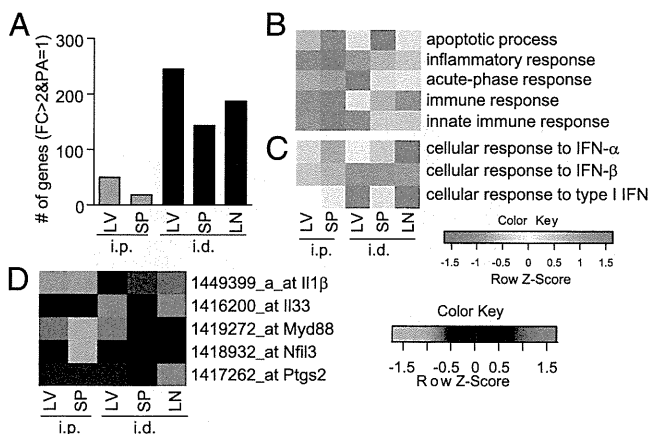 A
# of genes (FC>2&PA=1)
300
200
100
0
LV
SP
LV
SP
LN
i.p.
i.d.
B
apoptotic process
inflammatory response
acute-phase response
immune response
innate immune response
C
cellular response to IFN-α
cellular response to IFN-β
cellular response to type I IFN
LV
SP
LV
SP
LN
i.p.
i.d.
Color Key
-1.5 -1 -0.5 0 0.5 1 1.5
Row Z-Score
D
1449399_a_at Il1β
1416200_at Il33
1419272_at Myd88
1418932_at Nfil3
1417262_at Ptgs2
LV
SP
LV
SP
LN
i.p.
i.d.
Color Key
-1.5 -0.5 0 0.5 1.5
Row Z-Score